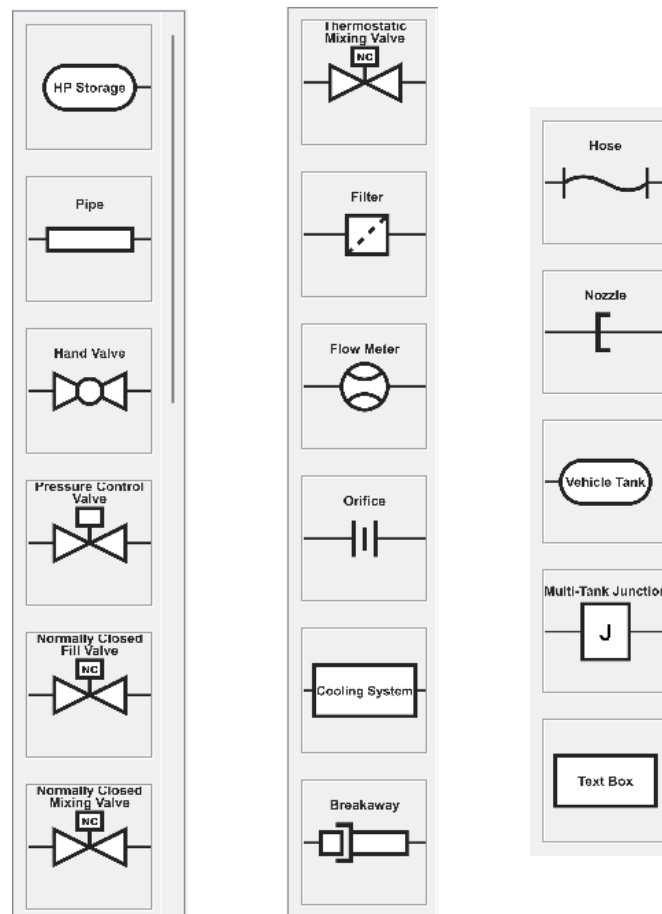 HP Storage
Pipe
Hand Valve
Pressure Control
Valve
Normally Closed
Fill Valve
NC
Normally Closed
Mixing Valve
NC
Thermostatic
Mixing Valve
NC
Filter
Flow Meter
Orifice
Cooling System
Breakaway
Hose
Nozzle
Vehicle Tank
Multi-Tank Junction
J
Text Box